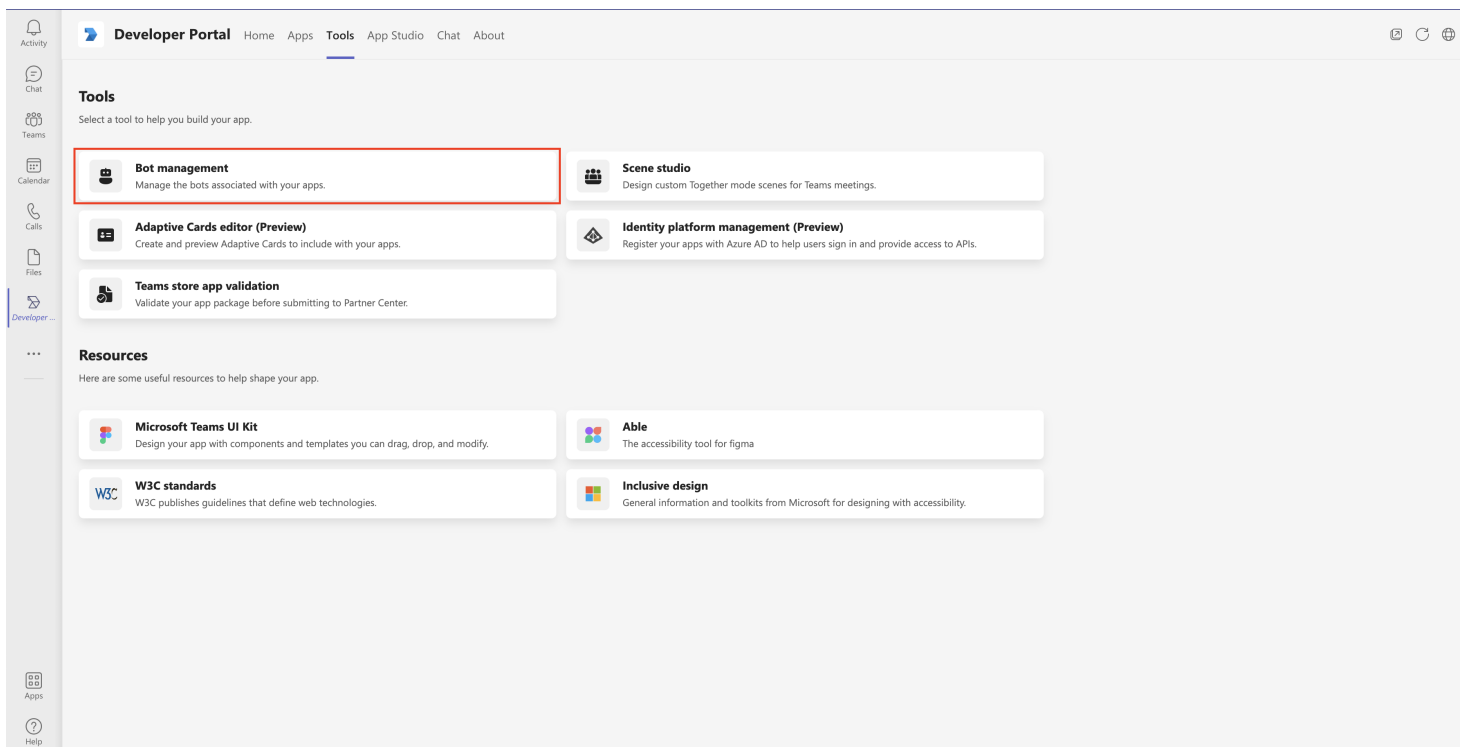 Activity
Chat
Teams
Calendar
Calls
Files
Developer ...
Apps
Help
Developer Portal Home Apps Tools App Studio Chat About
Tools
Select a tool to help you build your app.
Bot management
Manage the bots associated with your apps.
Scene studio
Design custom Together mode scenes for Teams meetings.
Adaptive Cards editor (Preview)
Create and preview Adaptive Cards to include with your apps.
Identity platform management (Preview)
Register your apps with Azure AD to help users sign in and provide access to APIs.
Teams store app validation
Validate your app package before submitting to Partner Center.
Resources
Here are some useful resources to help shape your app.
Microsoft Teams UI Kit
Design your app with components and templates you can drag, drop, and modify.
Able
The accessibility tool for figma
W3C
W3C standards
W3C publishes guidelines that define web technologies.
Inclusive design
General information and toolkits from Microsoft for designing with accessibility.